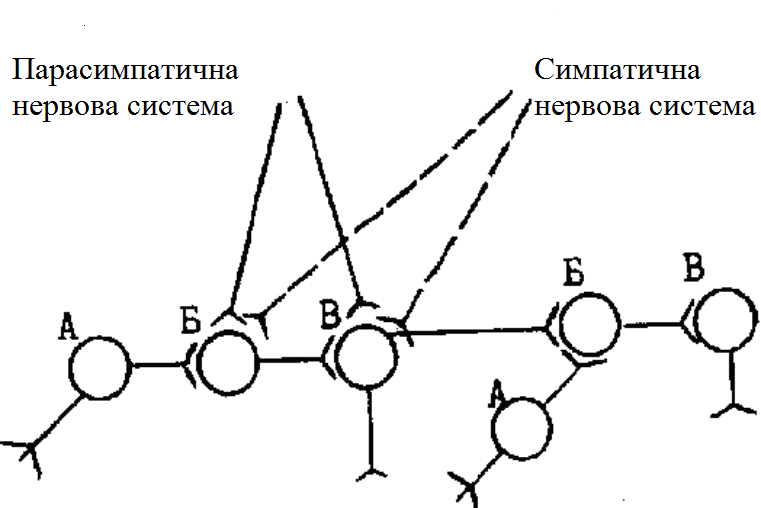 Парасимпатична
нервова система
Симпатична
нервова система
А
Б
В
Б
В
А